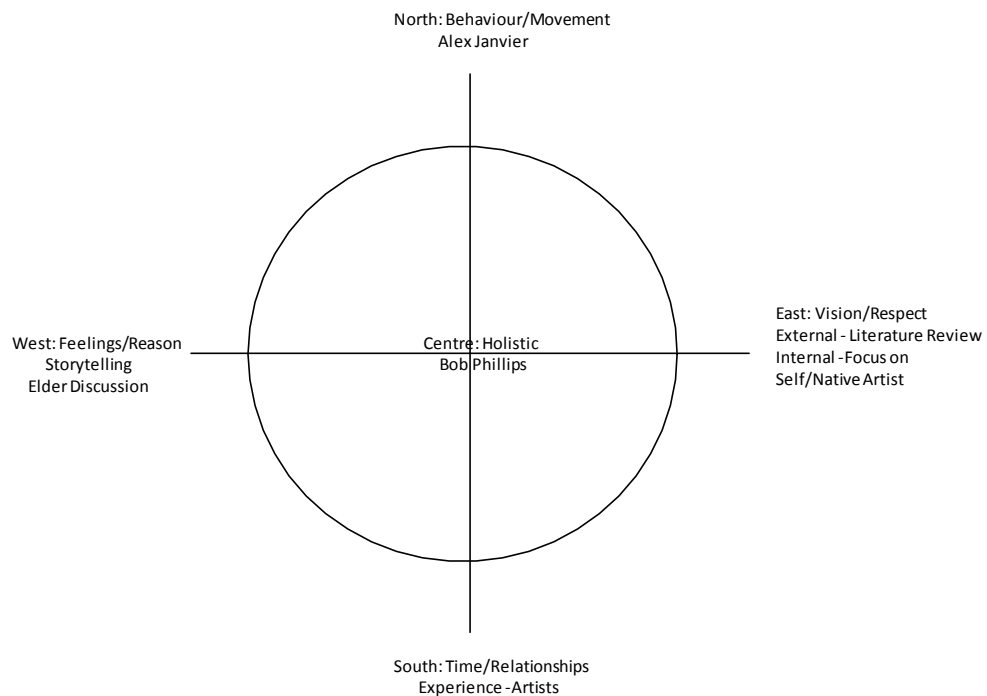 North: Behaviour/Movement
Alex Janvier
West: Feelings/Reason
Storytelling
Elder Discussion
Centre: Holistic
Bob Phillips
East: Vision/Respect
External - Literature Review
Internal -Focus on
Self/Native Artist
South: Time/Relationships
Experience -Artists